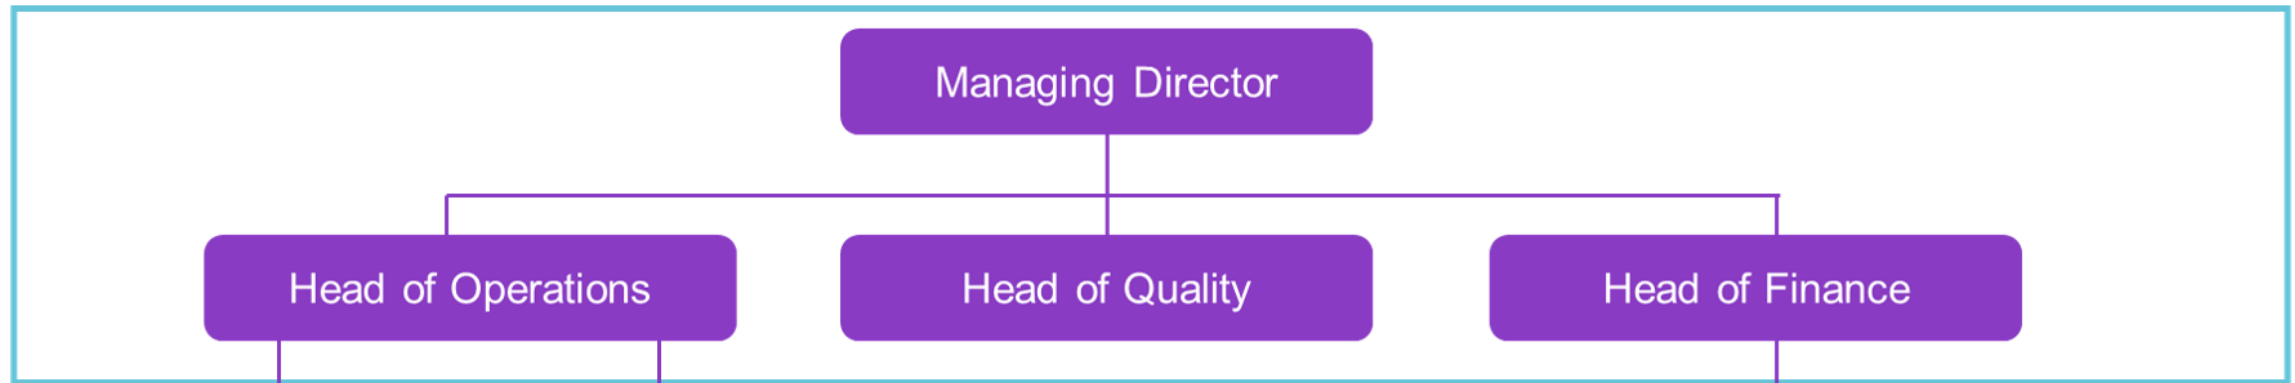 Managing Director
Head of Operations
Head of Quality
Head of Finance